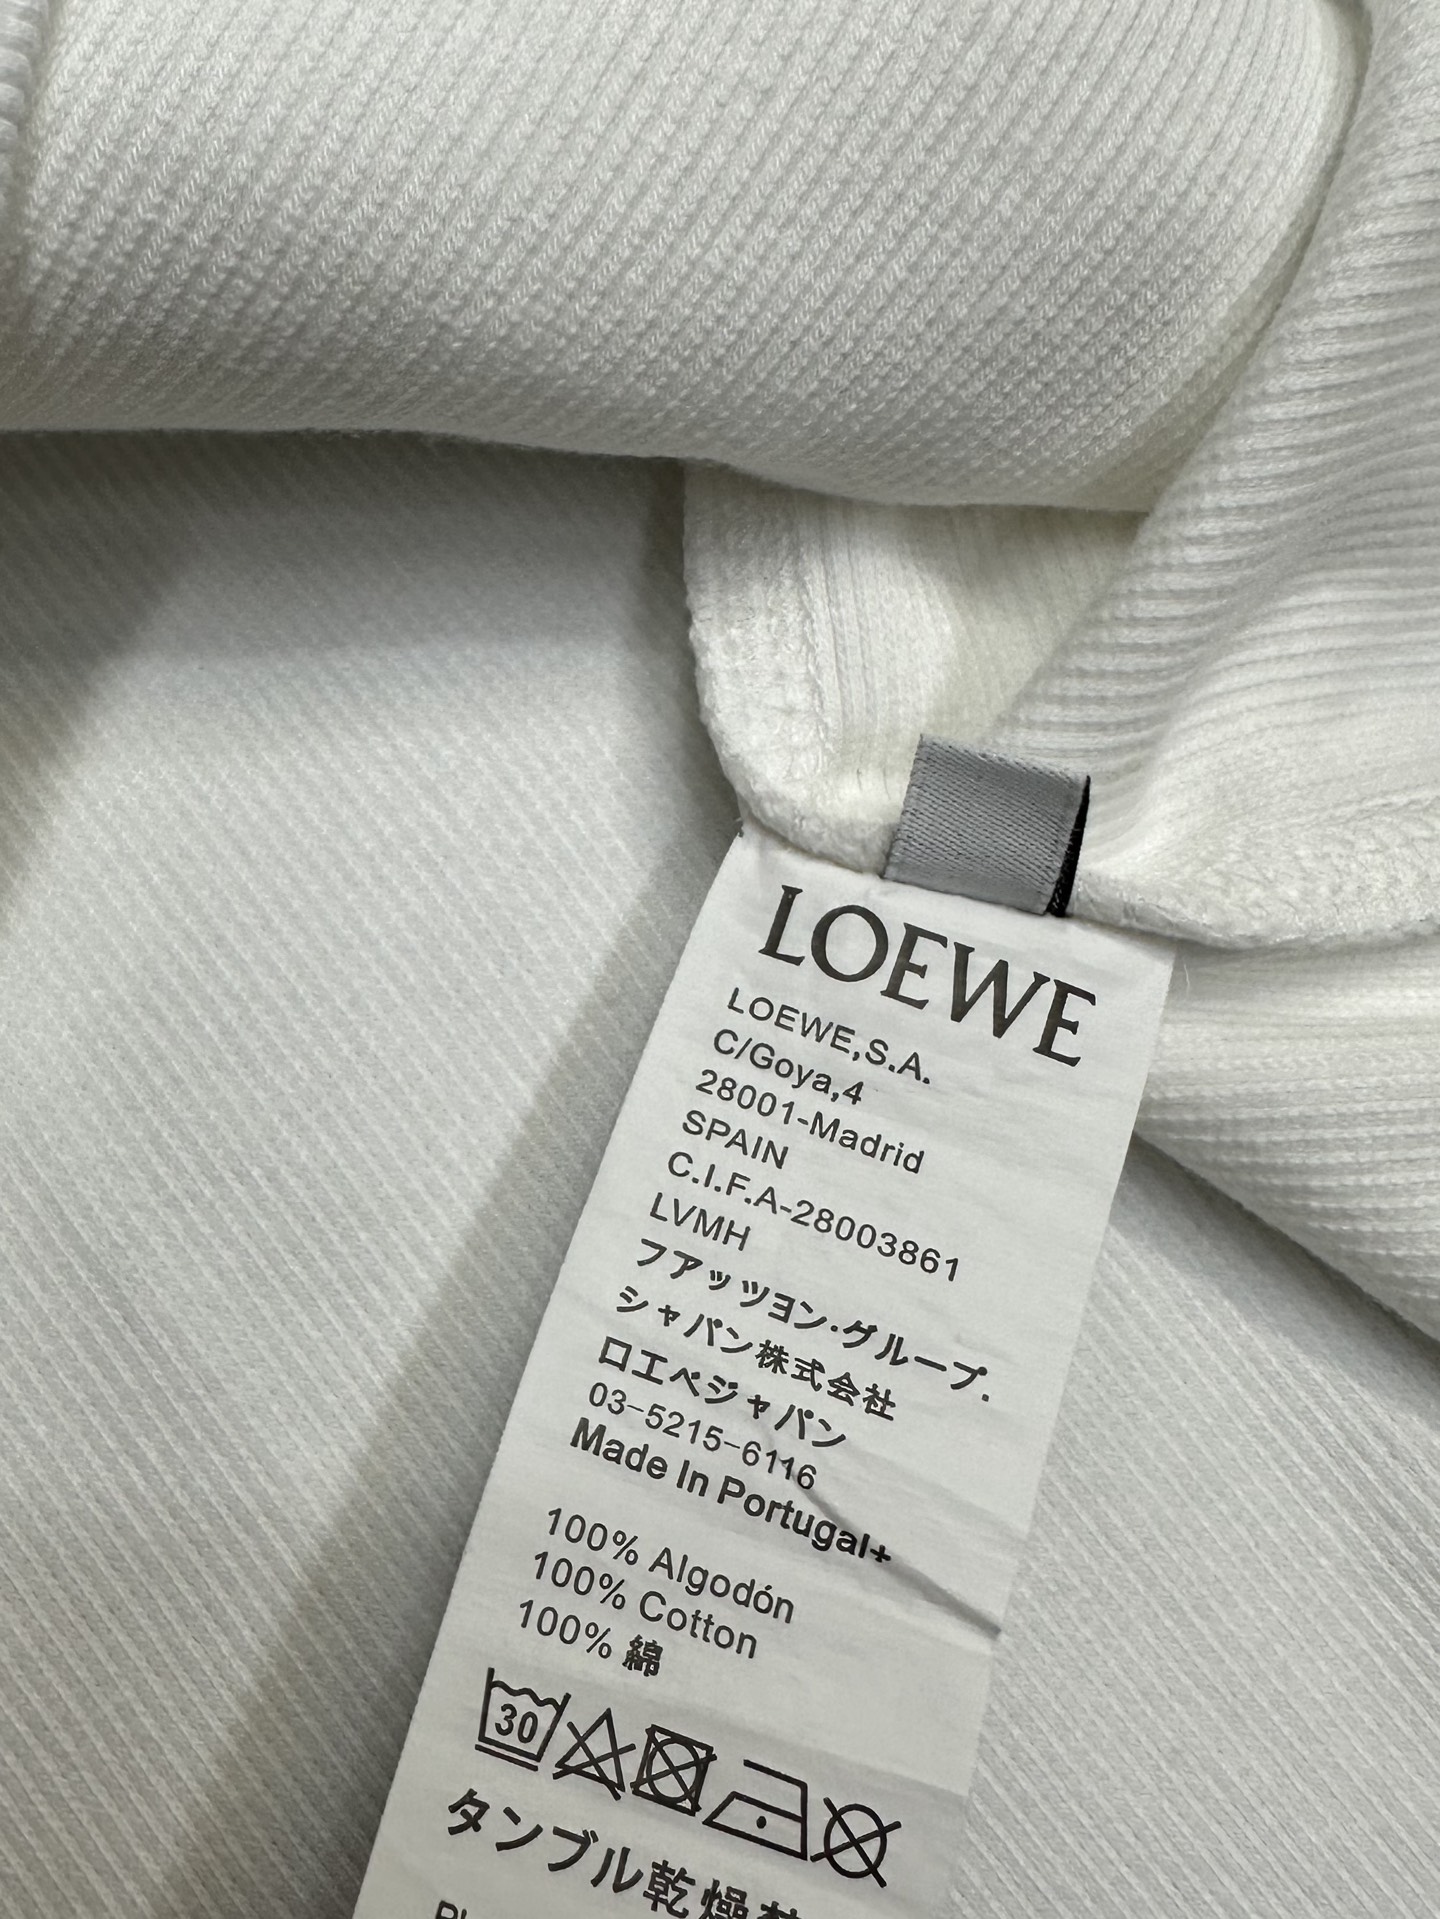 LOEWE
LOEWE,S.A.
C/Goya,4
28001-Madrid
SPAIN
C.I.F.A-28003861
LVMH
フアッツヨン·グループ.
シャパン株式会社
口エベジャパン
03-5215-6116
Made In Portugal+
100% Algodón
100% Cotton
100% 綿
30
タンブル乾燥